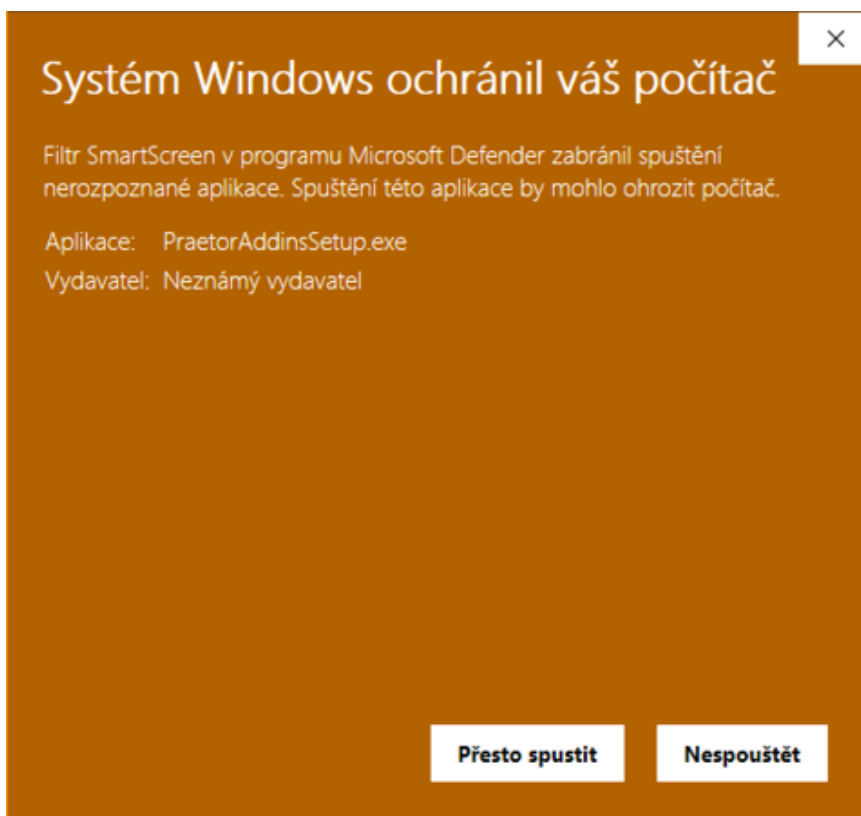 Systém Windows ochránil váš počítač
Filtr SmartScreen v programu Microsoft Defender zabránil spuštění
nerozpoznané aplikace. Spuštění této aplikace by mohlo ohrozit počítač.
Aplikace: PraetorAddinsSetup.exe
Vydavatel: Neznámý vydavatel
Přesto spustit Nespouštět